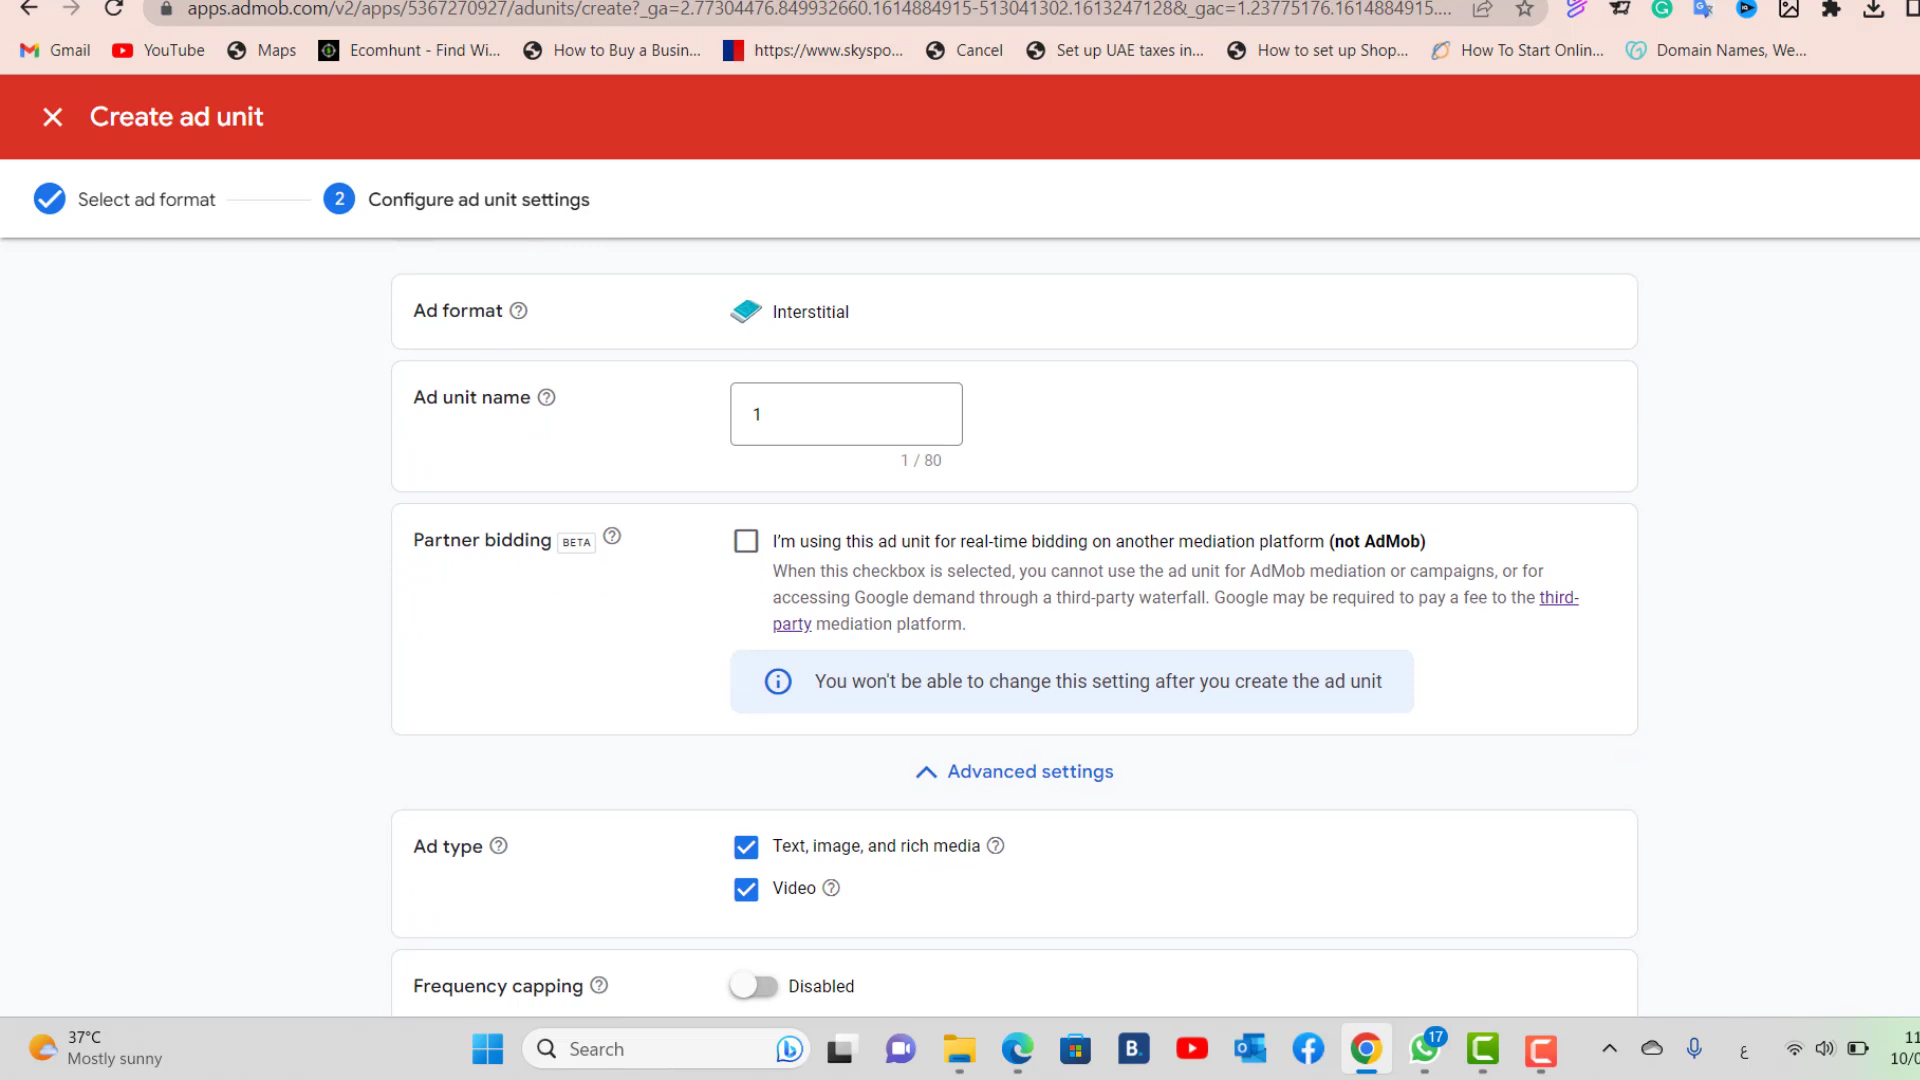 apps.admob.com/v2/apps/5367270927/adunits/create?_ga=2.77304476.849932660.1614884915-513041302.1613247128&_gac=1.23775176.1614884915....
Gmail YouTube Maps Ecomhunt - Find Wi... How to Buy a Busin... https://www.skyspo... Cancel Set up UAE taxes in... How to set up Shop... How To Start Onlin... Domain Names, We...
Create ad unit
Select ad format 2 Configure ad unit settings
Ad format Interstitial
Ad unit name 1
1 / 80
Partner bidding BETA I'm using this ad unit for real-time bidding on another mediation platform (not AdMob)
When this checkbox is selected, you cannot use the ad unit for AdMob mediation or campaigns, or for
accessing Google demand through a third-party waterfall. Google may be required to pay a fee to the third-
party mediation platform.
You won't be able to change this setting after you create the ad unit
Advanced settings
Ad type Text, image, and rich media
Video
Frequency capping Disabled
37°C
Mostly sunny
Search
B.
17
ع
11
10/0